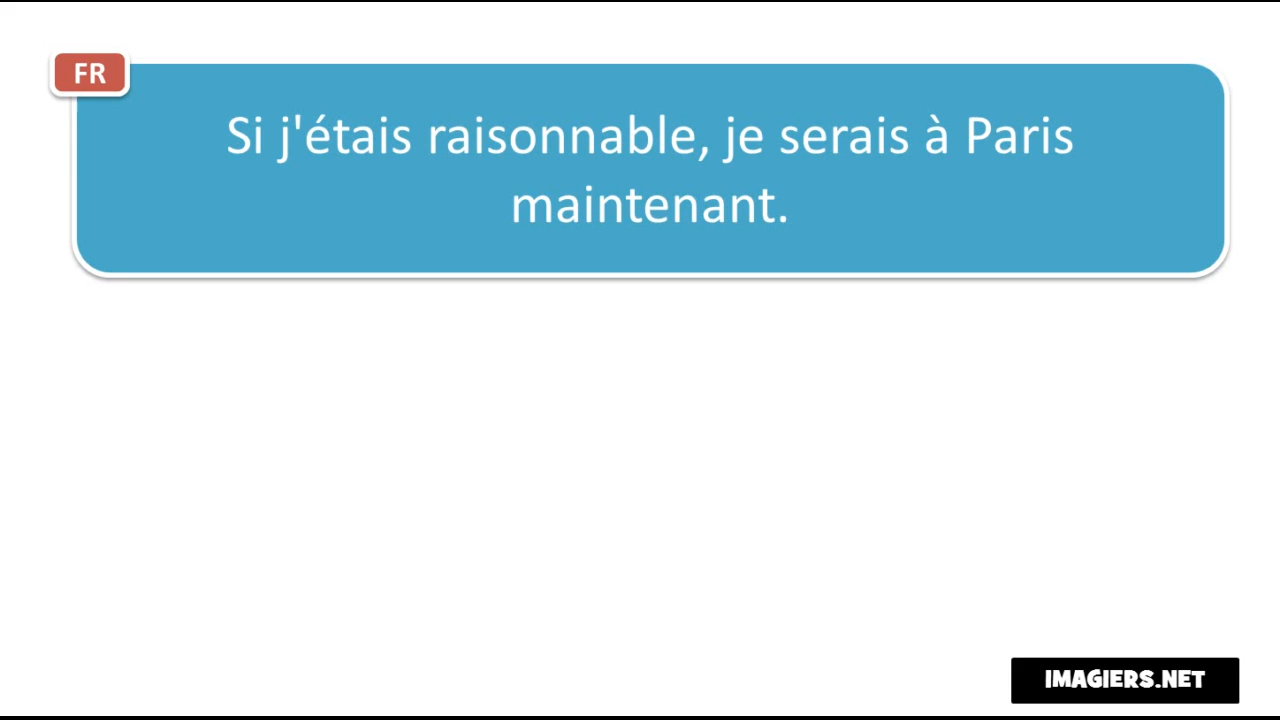 FR
Si j'étais raisonnable, je serais à Paris
maintenant.
IMAGIERS.NET